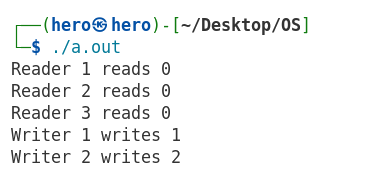 ┌──(hero㉿hero)-[~/Desktop/OS]
└─$ ./a.out
Reader 1 reads 0
Reader 2 reads 0
Reader 3 reads 0
Writer 1 writes 1
Writer 2 writes 2